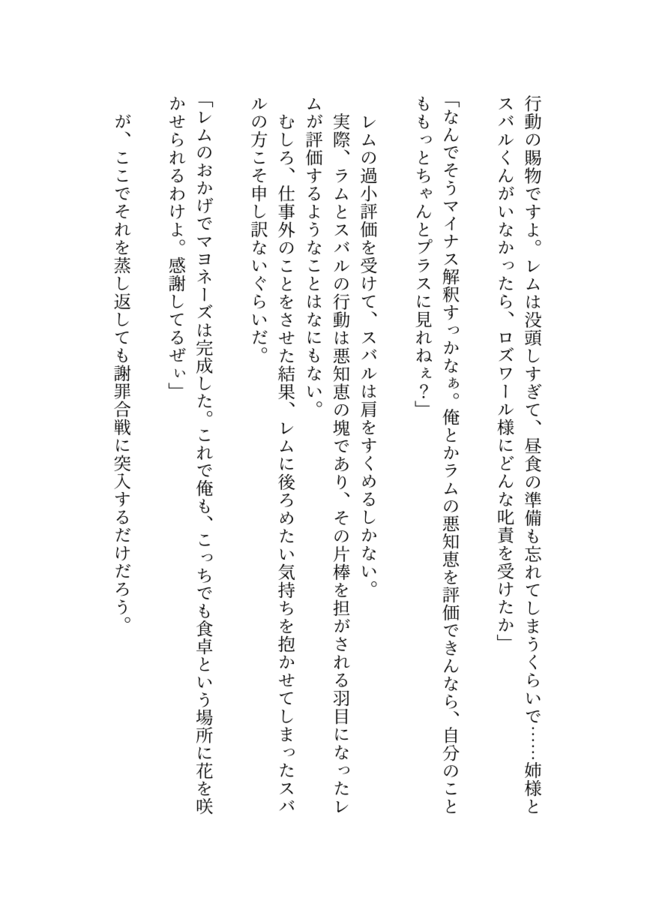 行動の賜物ですよ。レムは没頭しすぎて、昼食の準備も忘れてしまうくらいで……姉様と
スバルくんがいなかったら、ロズワール様にどんな叱責を受けたか」
「なんでそうマイナス解釈すっかなぁ。俺とかラムの悪知恵を評価できんなら、自分のこと
ももっとちゃんとプラスに見れねぇ？」
レムの過小評価を受けて、スバルは肩をすくめるしかない。
実際、ラムとスバルの行動は悪知恵の塊であり、その片棒を担がされる羽目になったレ
ムが評価するようなことはなにもない。
むしろ、仕事外のことをさせた結果、レムに後ろめたい気持ちを抱かせてしまったスバ
ルの方こそ申し訳ないぐらいだ。
「レムのおかげでマヨネーズは完成した。これで俺も、こっちでも食卓という場所に花を咲
かせられるわけよ。感謝してるぜぃ」
が、ここでそれを蒸し返しても謝罪合戦に突入するだけだろう。